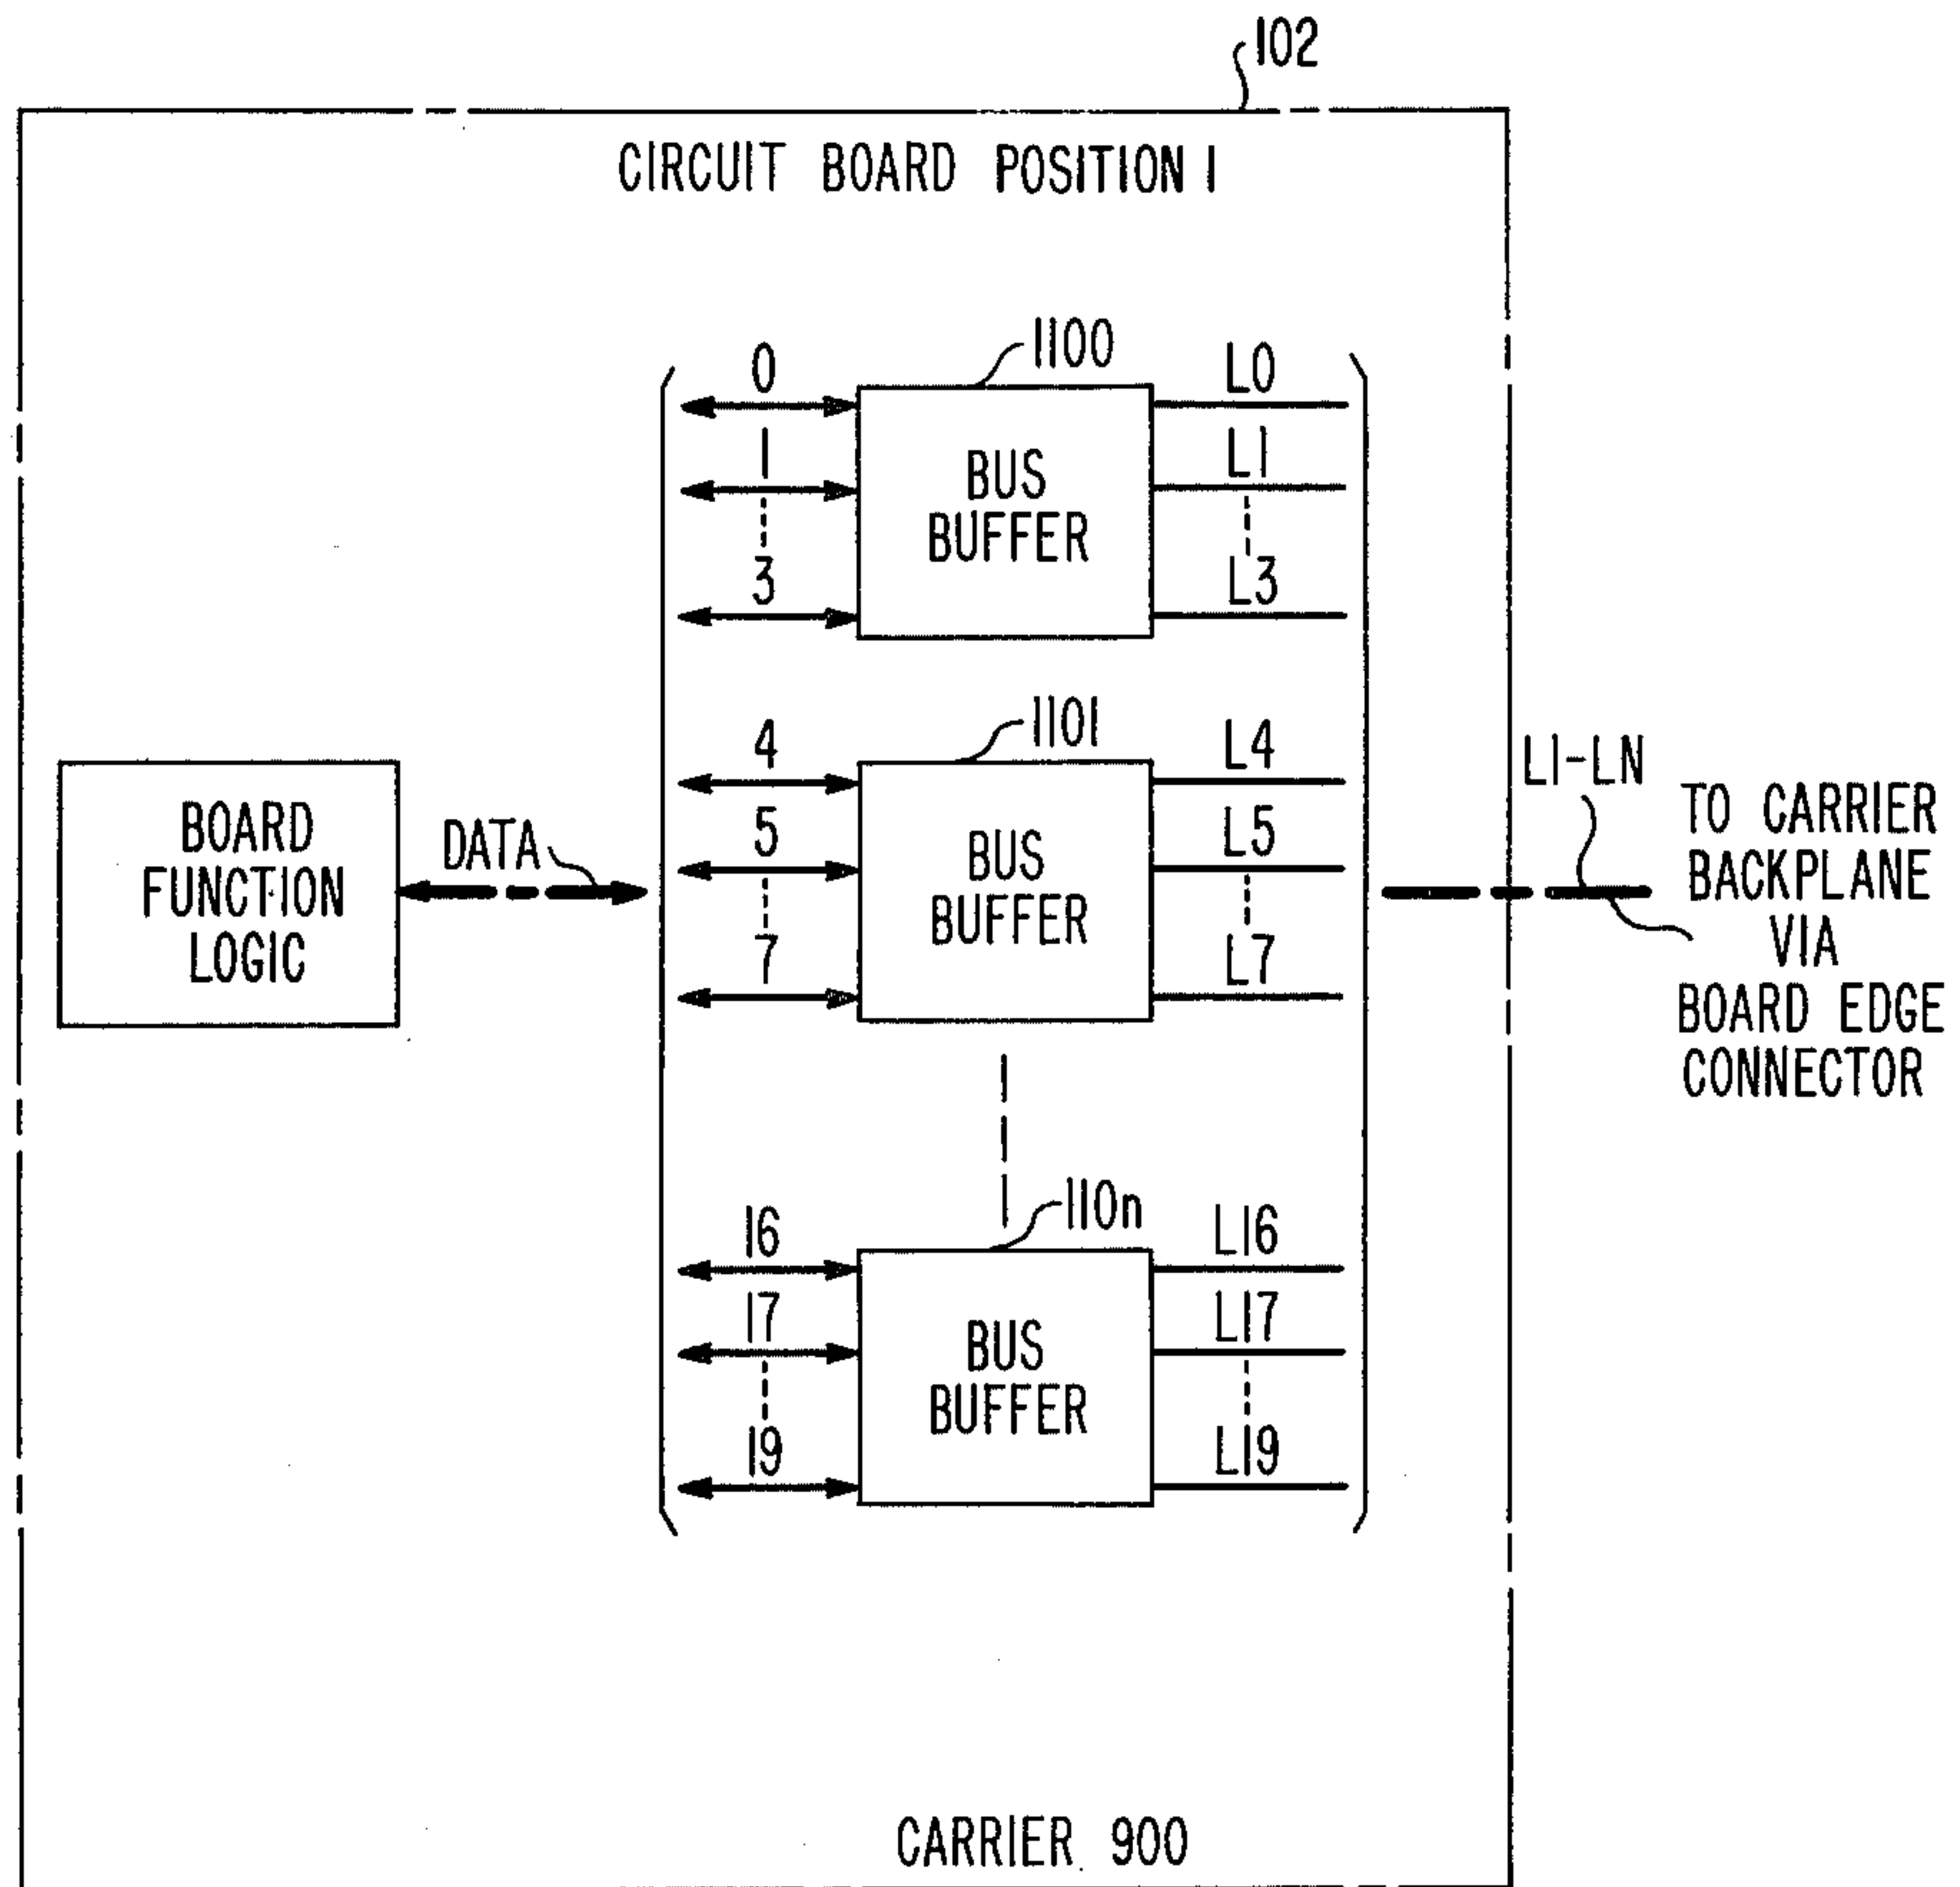 102
CIRCUIT BOARD POSITION 1
1100
0
L0
1
L1
BUS
BUFFER
3
L3
1101
4
L4
5
L5
BUS
BUFFER
7
L7
BOARD
FUNCTION
LOGIC
DATA
L1-LN
TO CARRIER
BACKPLANE
VIA
BOARD EDGE
CONNECTOR
110n
16
L16
17
L17
BUS
BUFFER
19
L19
CARRIER 900